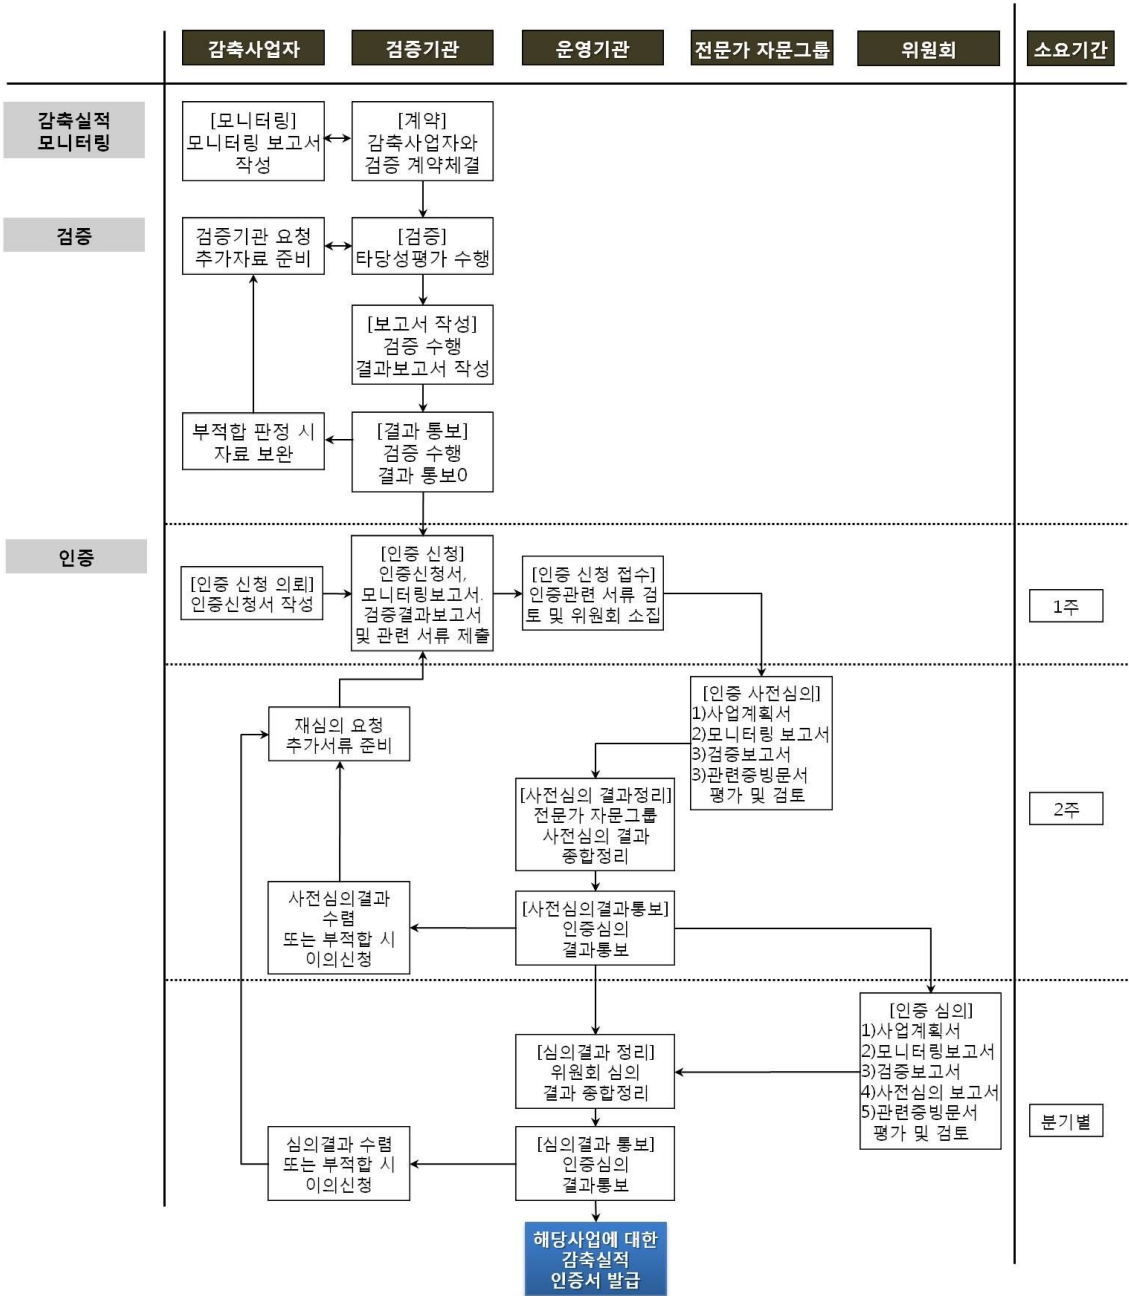 감축사업자
검증기관
운영기관
전문가 자문그룹
위원회
소요기간
감축실적
모니터링
[모니터링]
모니터링 보고서
작성
[계약]
감축사업자와
검증 계약체결
검증
검증기관 요청
추가자료 준비
[검증]
타당성평가 수행
[보고서 작성]
검증 수행
결과보고서 작성
부적합 판정 시
자료 보완
[결과 통보]
검증 수행
결과 통보0
인증
[인증 신청 의뢰]
인증신청서 작성
[인증 신청]
인증신청서,
모니터링보고서.
검증결과보고서
및 관련 서류 제출
[인증 신청 접수]
인증관련 서류 검
토 및 위원회 소집
1주
[인증 사전심의]
1)사업계획서
2)모니터링 보고서
3)검증보고서
3)관련증빙문서
평가 및 검토
재심의 요청
추가서류 준비
[사전심의 결과정리]
전문가 자문그룹
사전심의 결과
종합정리
2주
사전심의결과
수렴
또는 부적합 시
이의신청
[사전심의결과통보]
인증심의
결과통보
[인증 심의]
1)사업계획서
2)모니터링보고서
3)검증보고서
4)사전심의 보고서
5)관련증빙문서
평가 및 검토
[심의결과 정리]
위원회 심의
결과 종합정리
분기별
심의결과 수렴
또는 부적합 시
이의신청
[심의결과 통보]
인증심의
결과통보
해당사업에 대한
감축실적
인증서 발급